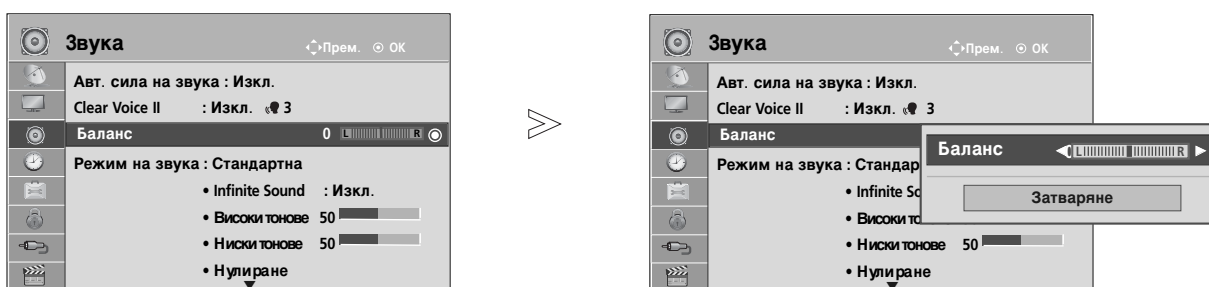 Звука
Прем. OK
Авт. сила на звука : Изкл.
Clear Voice II : Изкл. 3
Баланс 0 L R
Режим на звука : Стандартна
• Infinite Sound : Изкл.
• Високи тонове 50
• Ниски тонове 50
• Нулиране
Звука
Прем. OK
Авт. сила на звука : Изкл.
Clear Voice II : Изкл. 3
Баланс
Режим на звука : Стандар
• Infinite So
• Високи то
• Ниски тонове 50
• Нулиране
Баланс 0 L R
Затваряне